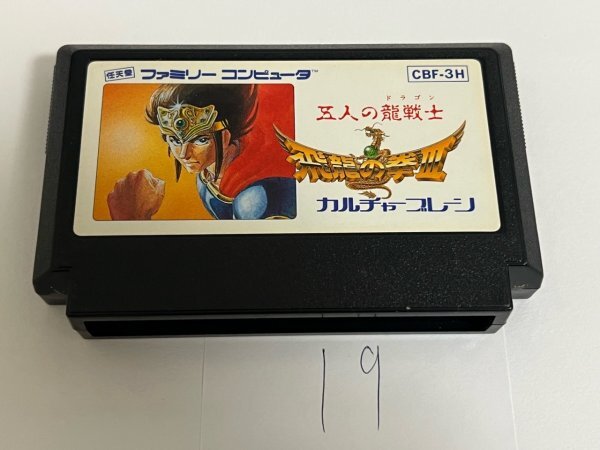 任天堂 ファミリー コンピュータ™
CBF-3H
ドラゴン
五人の龍戦士
飛龍の拳III
カルチャーブレーン
19